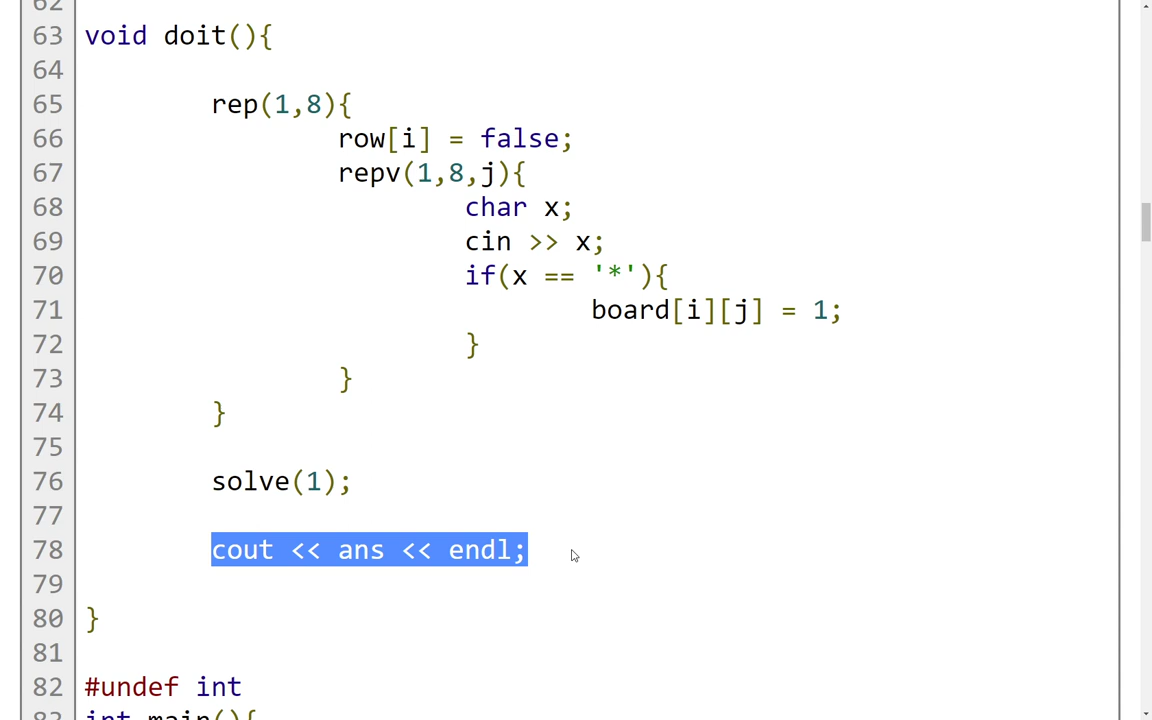 62
63 void doit(){
64
65 rep(1,8){
66 row[i] = false;
67 repv(1,8,j){
68 char x;
69 cin >> x;
70 if(x == '*'){
71 board[i][j] = 1;
72 }
73 }
74 }
75
76 solve(1);
77
78 cout << ans << endl;
79
80 }
81
82 #undef int
83 int main(){